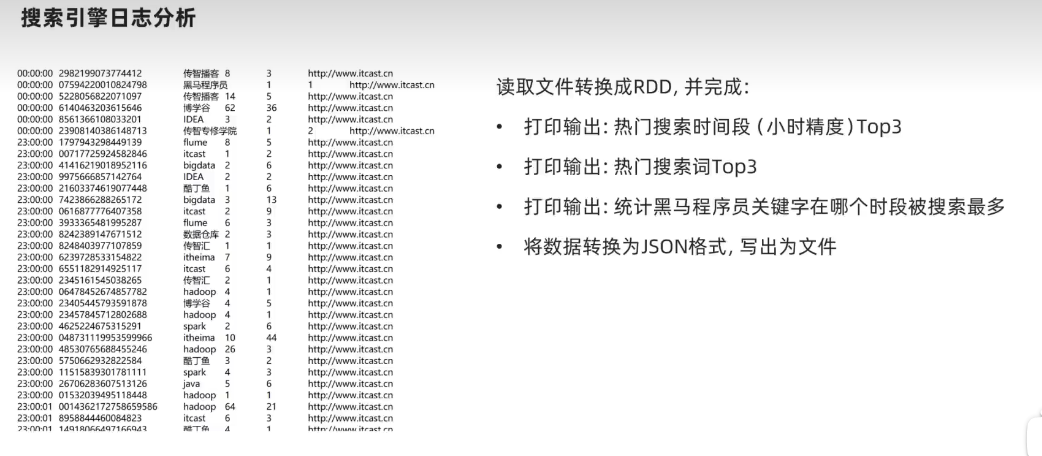 搜索引擎日志分析
00:00:00 2982199073774412 传智播客 8 3 http://www.itcast.cn
00:00:00 07594220010824798 黑马程序员 1 1 http://www.itcast.cn
00:00:00 5228056822071097 传智播客 14 5 http://www.itcast.cn
00:00:00 6140463203615646 博学谷 62 36 http://www.itcast.cn
00:00:00 8561366108033201 IDEA 3 2 http://www.itcast.cn
00:00:00 23908140386148713 传智专修学院 1 2 http://www.itcast.cn
23:00:00 1797943298449139 flume 8 5 http://www.itcast.cn
23:00:00 00717725924582846 itcast 1 2 http://www.itcast.cn
23:00:00 41416219018952116 bigdata 2 6 http://www.itcast.cn
23:00:00 9975666857142764 IDEA 2 2 http://www.itcast.cn
23:00:00 21603374619077448 酷丁鱼 1 6 http://www.itcast.cn
23:00:00 7423866288265172 bigdata 3 13 http://www.itcast.cn
23:00:00 0616877776407358 itcast 2 9 http://www.itcast.cn
23:00:00 3933365481995287 flume 6 3 http://www.itcast.cn
23:00:00 8242389147671512 数据仓库 2 3 http://www.itcast.cn
23:00:00 8248403977107859 传智汇 1 1 http://www.itcast.cn
23:00:00 6239728533154822 itheima 7 9 http://www.itcast.cn
23:00:00 6551182914925117 itcast 6 4 http://www.itcast.cn
23:00:00 2345161545038265 传智汇 2 1 http://www.itcast.cn
23:00:00 06478452674857782 hadoop 4 1 http://www.itcast.cn
23:00:00 23405445793591878 博学谷 4 5 http://www.itcast.cn
23:00:00 23457845712802688 hadoop 4 1 http://www.itcast.cn
23:00:00 4625224675315291 spark 2 6 http://www.itcast.cn
23:00:00 048731119953599966 itheima 10 44 http://www.itcast.cn
23:00:00 48530765688455246 hadoop 26 3 http://www.itcast.cn
23:00:00 5750662932822584 酷丁鱼 3 2 http://www.itcast.cn
23:00:00 11515839301781111 spark 4 3 http://www.itcast.cn
23:00:00 26706283607513126 java 5 6 http://www.itcast.cn
23:00:00 01532039495118448 hadoop 1 1 http://www.itcast.cn
23:00:01 0014362172758659586 hadoop 64 21 http://www.itcast.cn
23:00:01 8958844460084823 itcast 6 3 http://www.itcast.cn
23:00:01 14918066497166943 酷丁鱼 4 1 http://www.itcast.cn
读取文件转换成RDD，并完成：
• 打印输出：热门搜索时间段（小时精度）Top3
• 打印输出：热门搜索词Top3
• 打印输出：统计黑马程序员关键字在哪个时段被搜索最多
• 将数据转换为JSON格式，写出为文件